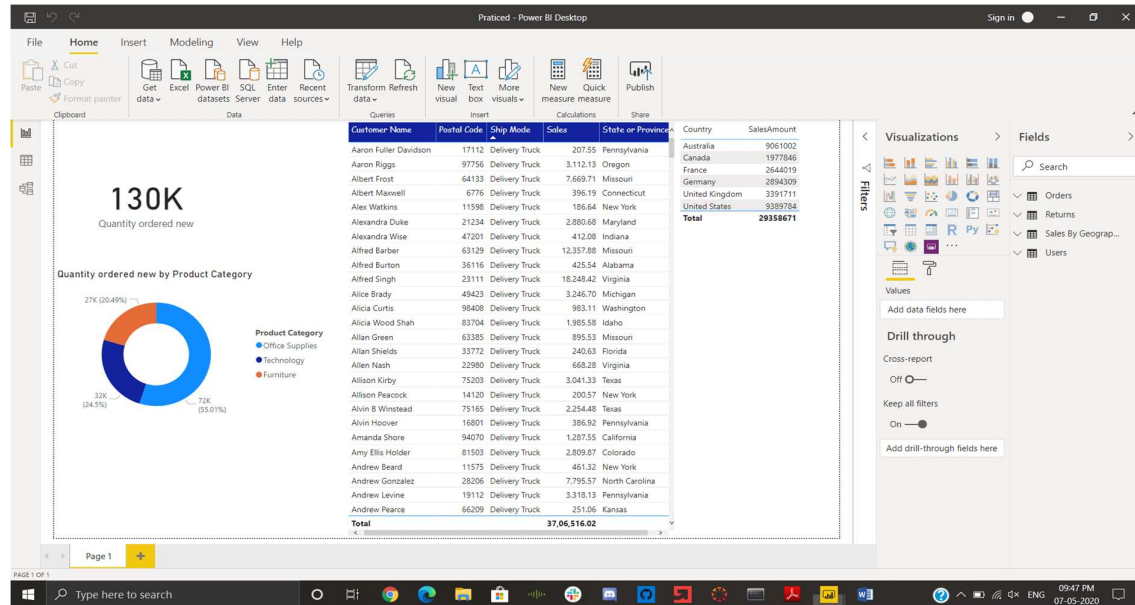 Praticed - Power BI Desktop
Sign in
File Home Insert Modeling View Help
Paste
Cut
Copy
Format painter
Clipboard
Get data
Excel
Power BI datasets
SQL Server
Enter data
Recent sources
Data
Transform data
Refresh
Queries
New visual
Text box
More visuals
Insert
New measure
Quick measure
Calculations
Publish
Share
130K
Quantity ordered new
Quantity ordered new by Product Category
27K (20.49%)
32K
(24.5%)
72K
(55.01%)
Product Category
Office Supplies
Technology
Furniture
Customer Name Postal Code Ship Mode Sales State or Province
Aaron Fuller Davidson 17112 Delivery Truck 207.55 Pennsylvania
Aaron Riggs 97756 Delivery Truck 3,112.13 Oregon
Albert Frost 64133 Delivery Truck 7,669.71 Missouri
Albert Maxwell 6776 Delivery Truck 396.19 Connecticut
Alex Watkins 11598 Delivery Truck 186.64 New York
Alexandra Duke 21234 Delivery Truck 2,880.68 Maryland
Alexandra Wise 47201 Delivery Truck 412.08 Indiana
Alfred Barber 63129 Delivery Truck 12,357.88 Missouri
Alfred Burton 36116 Delivery Truck 425.54 Alabama
Alfred Singh 23111 Delivery Truck 18,248.42 Virginia
Alice Brady 49423 Delivery Truck 3,246.70 Michigan
Alicia Curtis 98408 Delivery Truck 983.11 Washington
Alicia Wood Shah 83704 Delivery Truck 1,985.58 Idaho
Allan Green 63385 Delivery Truck 895.53 Missouri
Allan Shields 33772 Delivery Truck 240.63 Florida
Allen Nash 22980 Delivery Truck 668.28 Virginia
Allison Kirby 75203 Delivery Truck 3,041.33 Texas
Allison Peacock 14120 Delivery Truck 200.57 New York
Alvin B Winstead 75165 Delivery Truck 2,254.48 Texas
Alvin Hoover 16801 Delivery Truck 386.92 Pennsylvania
Amanda Shore 94070 Delivery Truck 1,287.55 California
Amy Ellis Holder 81503 Delivery Truck 2,809.87 Colorado
Andrew Beard 11575 Delivery Truck 461.32 New York
Andrew Gonzalez 28206 Delivery Truck 7,795.57 North Carolina
Andrew Levine 19112 Delivery Truck 3,318.13 Pennsylvania
Andrew Pearce 66209 Delivery Truck 251.06 Kansas
Total 37,06,516.02
Country SalesAmount
Australia 9061002
Canada 1977846
France 2644019
Germany 2894309
United Kingdom 3391711
United States 9389784
Total 29358671
Filters
Visualizations
R Py
Values
Add data fields here
Drill through
Cross-report
Off
Keep all filters
On
Add drill-through fields here
Fields
Search
Orders
Returns
Sales By Geograp...
Users
Page 1
PAGE 1 OF 1
Type here to search
ENG
09:47 PM
07-05-2020